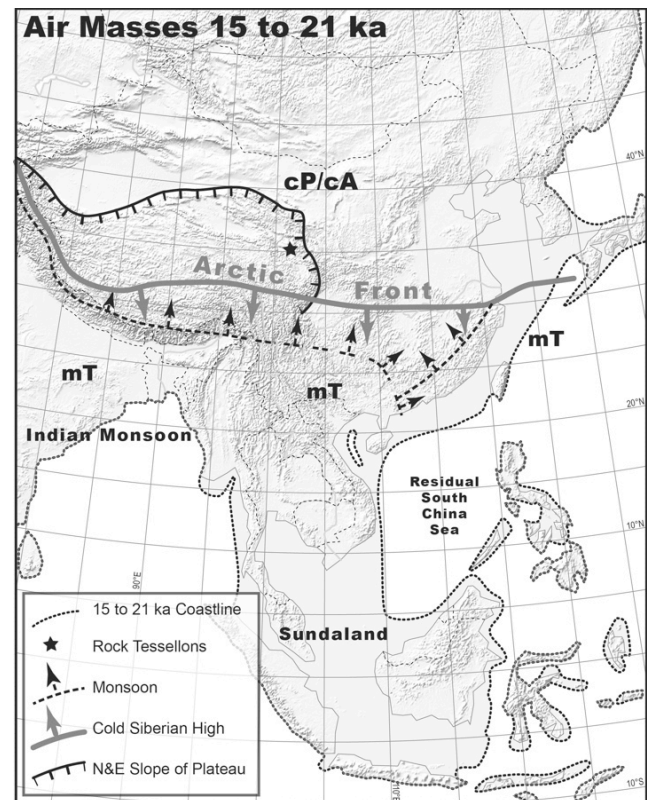 Air Masses 15 to 21 ka
cP/cA
40°N
Arctic Front
mT
mT
mT
20°N
Indian Monsoon
Residual
South
China
Sea
10°N
90°E
Sundaland
15 to 21 ka Coastline
Rock Tessellons
Monsoon
Cold Siberian High
N&E Slope of Plateau
110°E
10°S